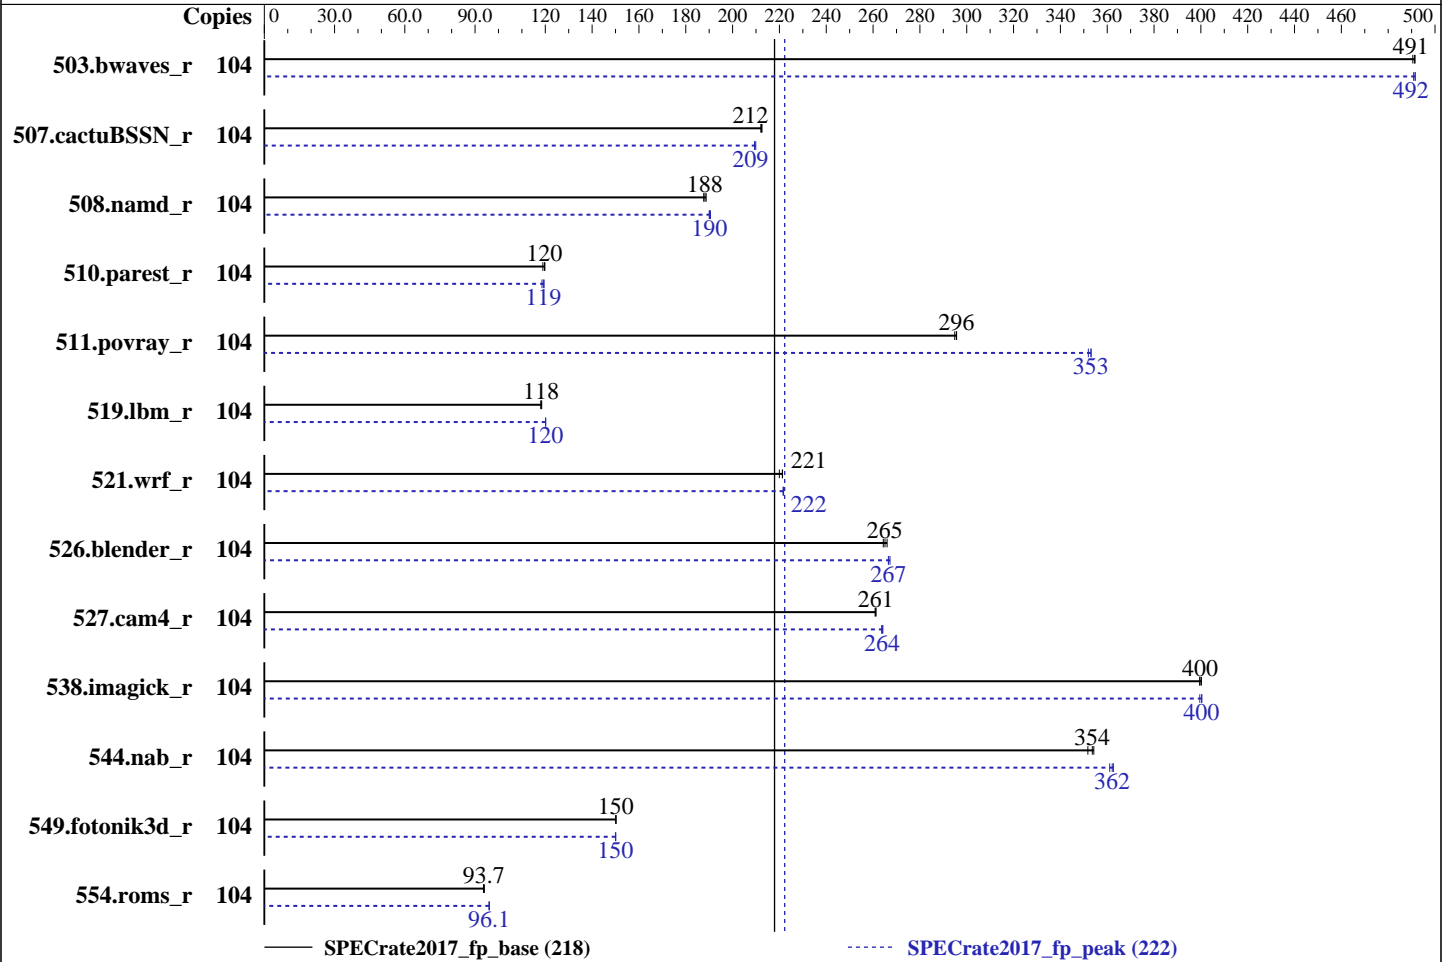 Copies 0 30.0 60.0 90.0 120 140 160 180 200 220 240 260 280 300 320 340 360 380 400 420 440 460 500
503.bwaves_r 104 491
492
507.cactuBSSN_r 104 212
209
508.namd_r 104 188
190
510.parest_r 104 120
119
511.povray_r 104 296
353
519.lbm_r 104 118
120
521.wrf_r 104 221
222
526.blender_r 104 265
267
527.cam4_r 104 261
264
538.imagick_r 104 400
400
544.nab_r 104 354
362
549.fotonik3d_r 104 150
150
554.roms_r 104 93.7
96.1
SPECrate2017_fp_base (218) SPECrate2017_fp_peak (222)